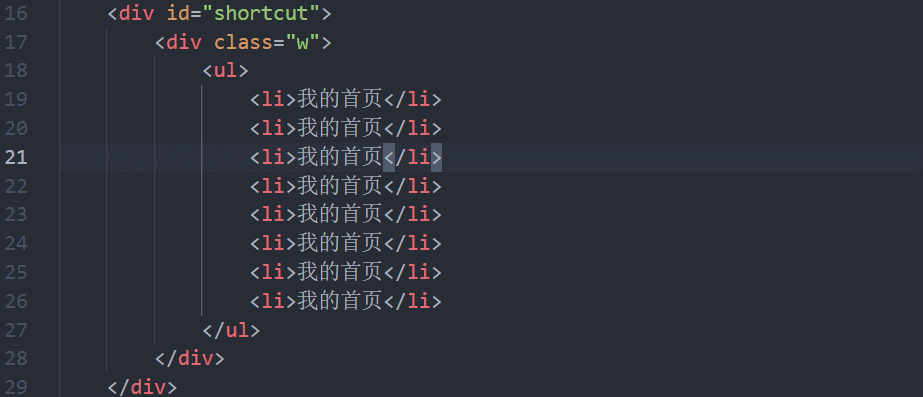 16 <div id="shortcut">
17 <div class="w">
18 <ul>
19 <li>我的首页</li>
20 <li>我的首页</li>
21 <li>我的首页</li>
22 <li>我的首页</li>
23 <li>我的首页</li>
24 <li>我的首页</li>
25 <li>我的首页</li>
26 <li>我的首页</li>
27 </ul>
28 </div>
29 </div>